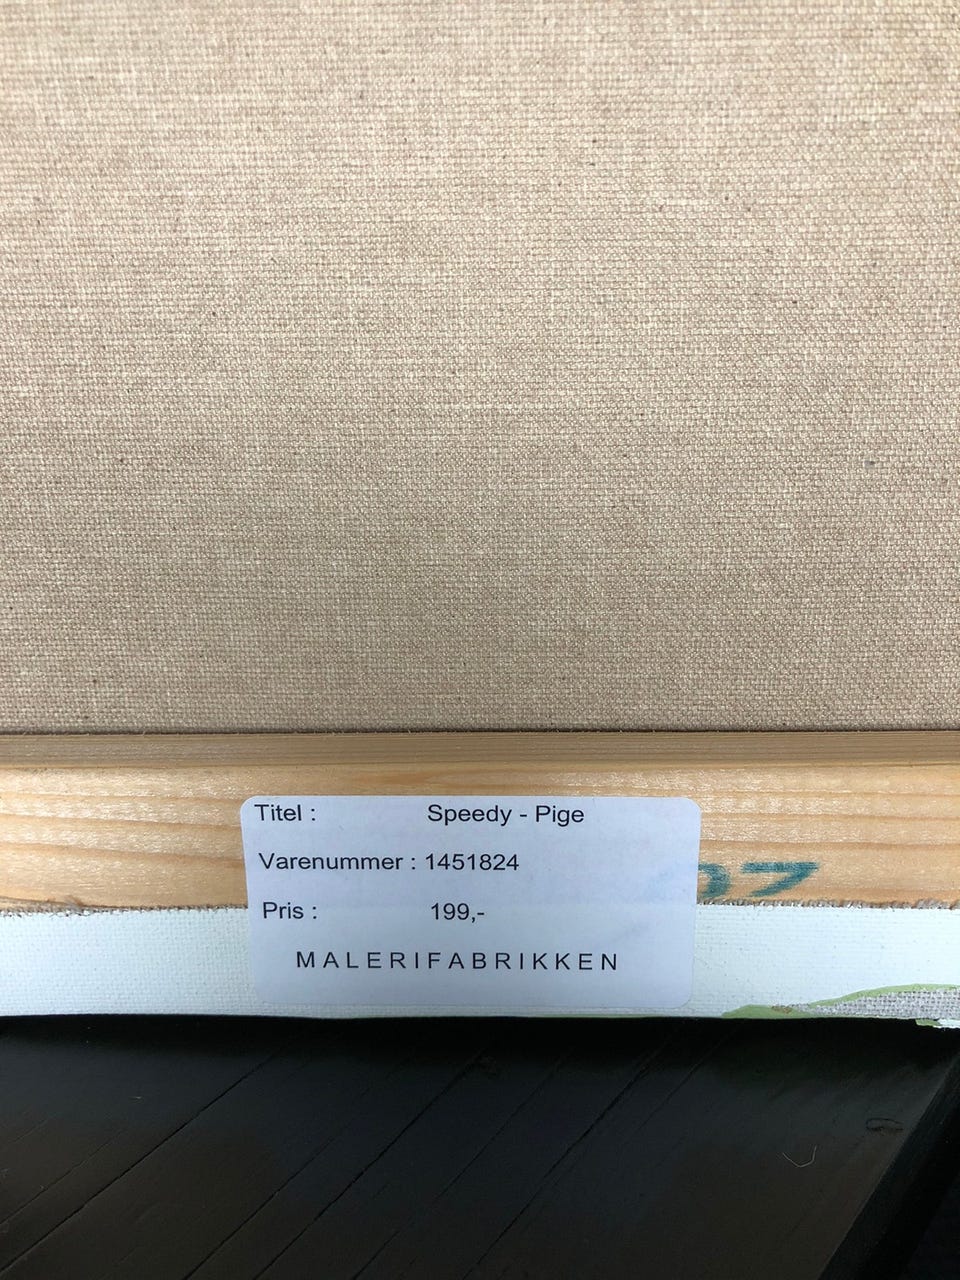 Titel : Speedy - Pige
Varenummer : 1451824
Pris : 199,-
MALERIFABRIKKEN